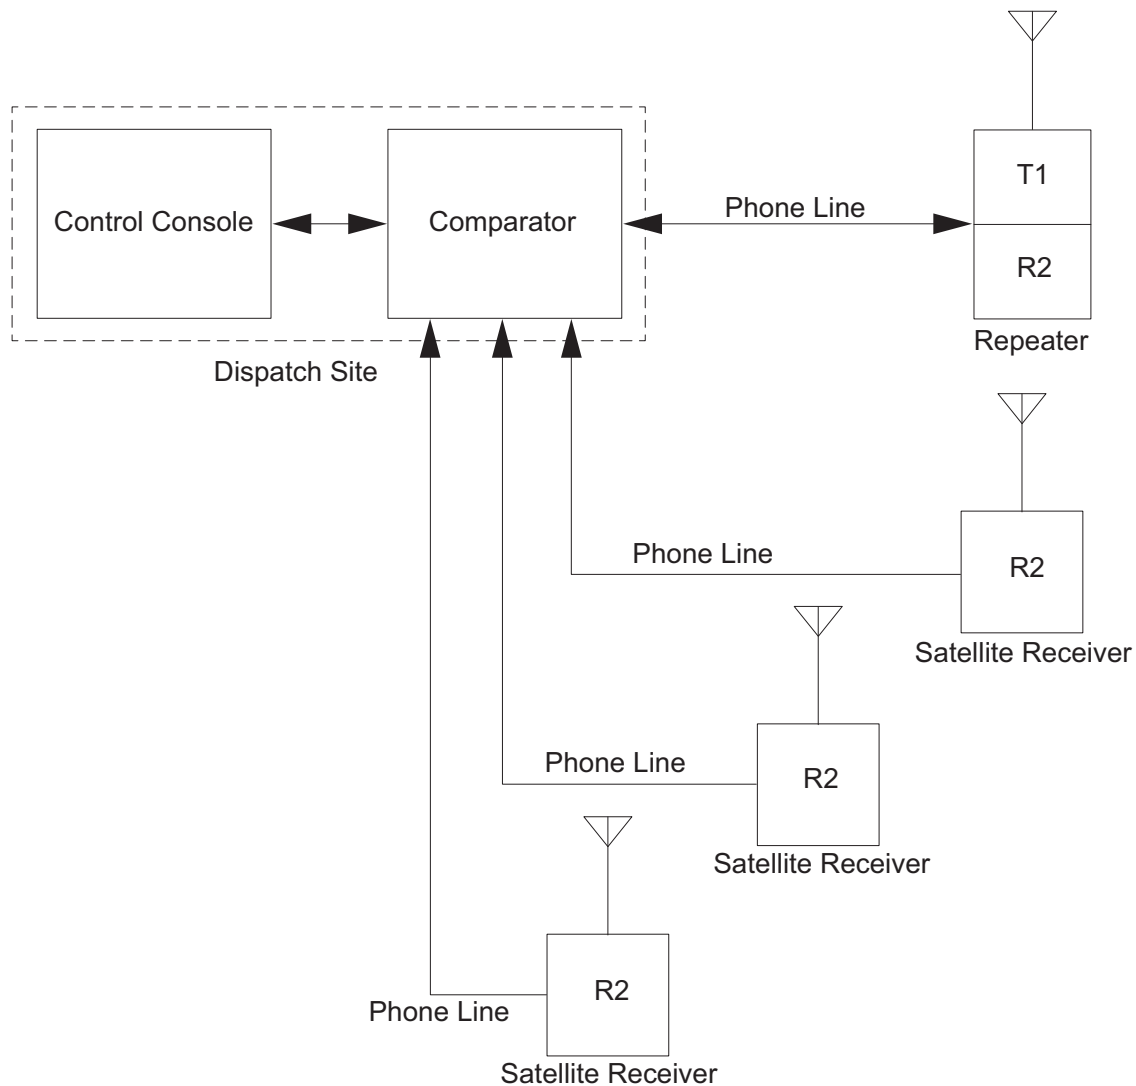 T1
Control Console
Comparator
Phone Line
R2
Repeater
Dispatch Site
Phone Line
R2
Satellite Receiver
Phone Line
R2
Satellite Receiver
R2
Phone Line
Satellite Receiver